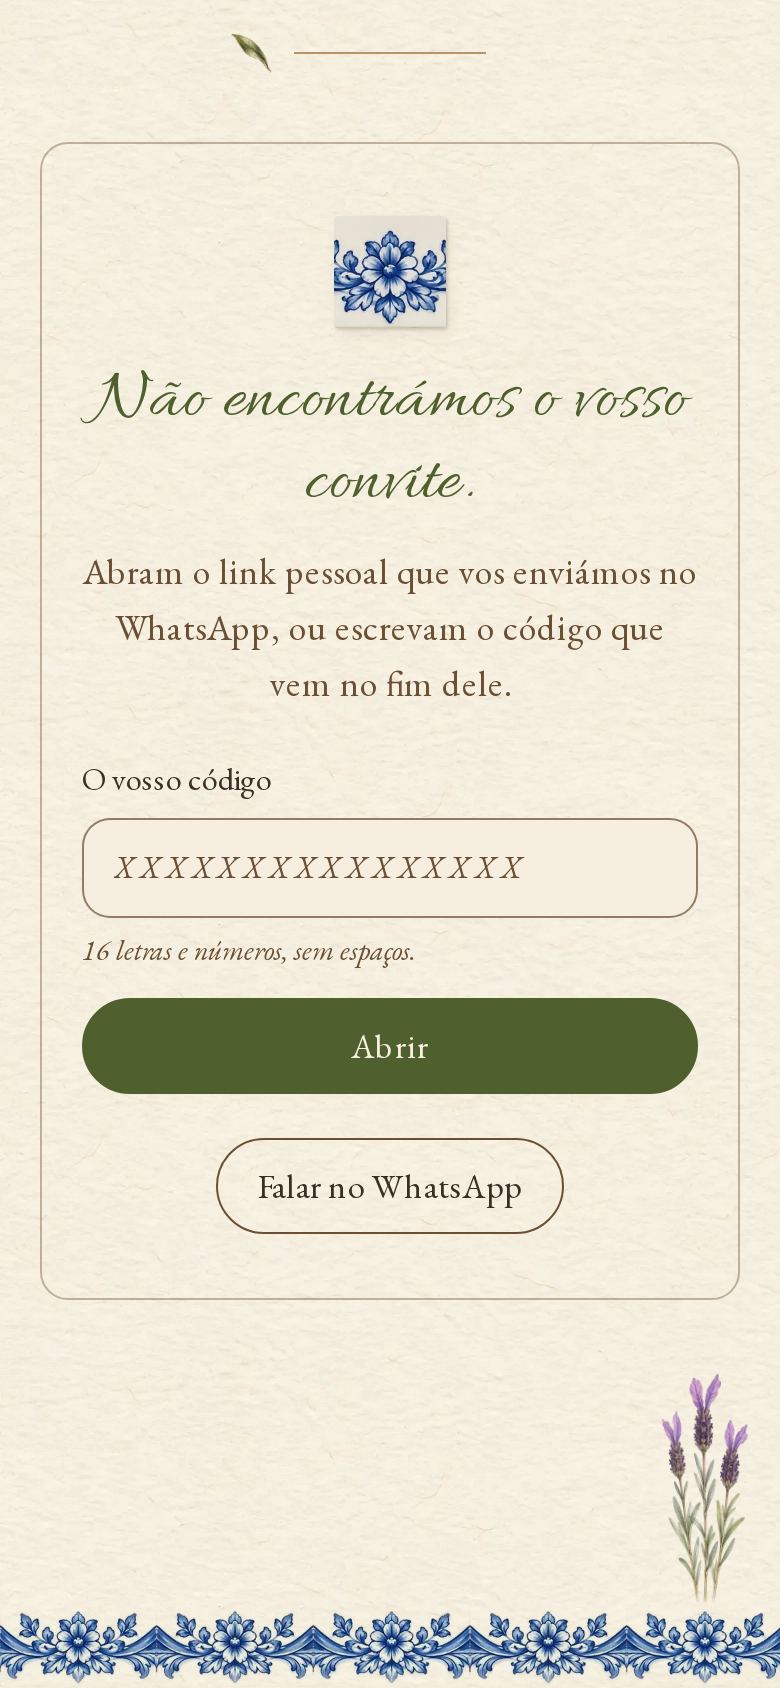 Não encontrámos o vosso
convite.
Abram o link pessoal que vos enviámos no
WhatsApp, ou escrevam o código que
vem no fim dele.
O vosso código
XXXXXXXXXXXXXXXX
16 letras e números, sem espaços.
Abrir
Falar no WhatsApp